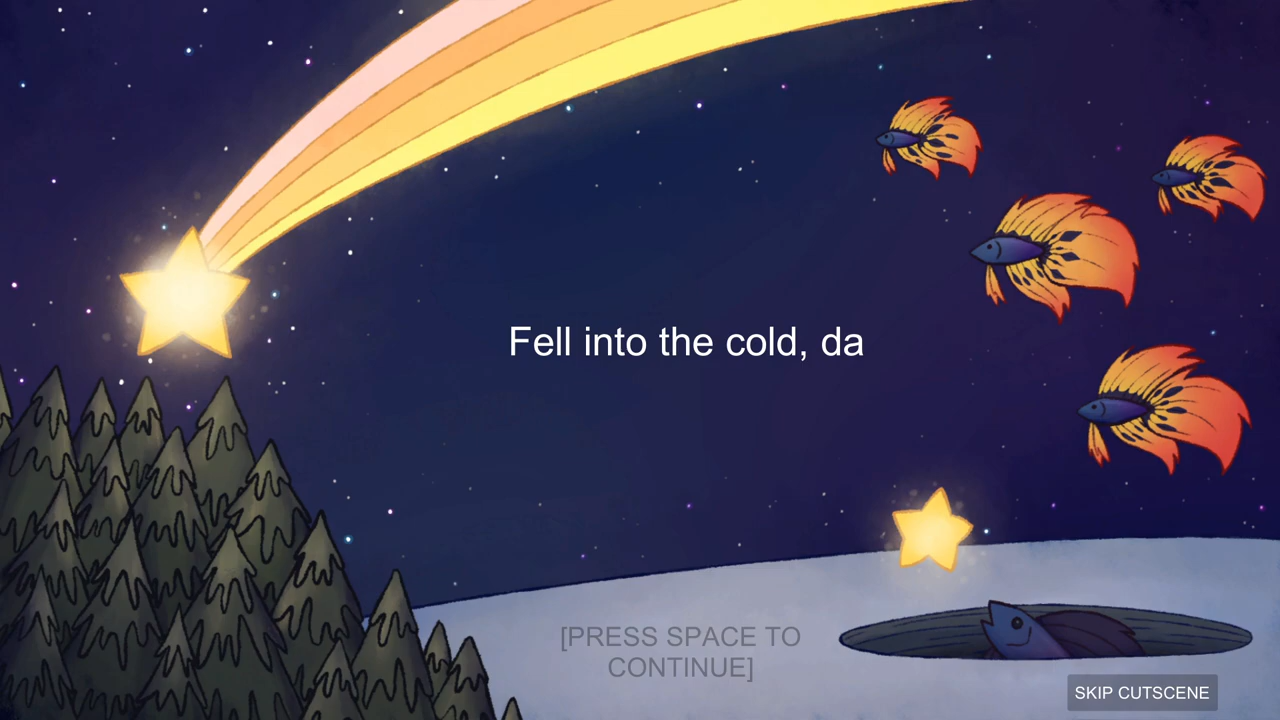 Fell into the cold, da
[PRESS SPACE TO
CONTINUE]
SKIP CUTSCENE